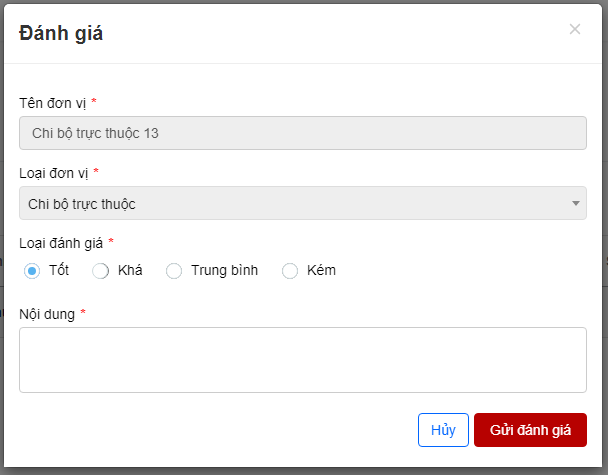 Đánh giá
×
Tên đơn vị *
Chi bộ trực thuộc 13
Loại đơn vị *
Chi bộ trực thuộc
Loại đánh giá *
Tốt Khá Trung bình Kém
Nội dung *
Hủy Gửi đánh giá